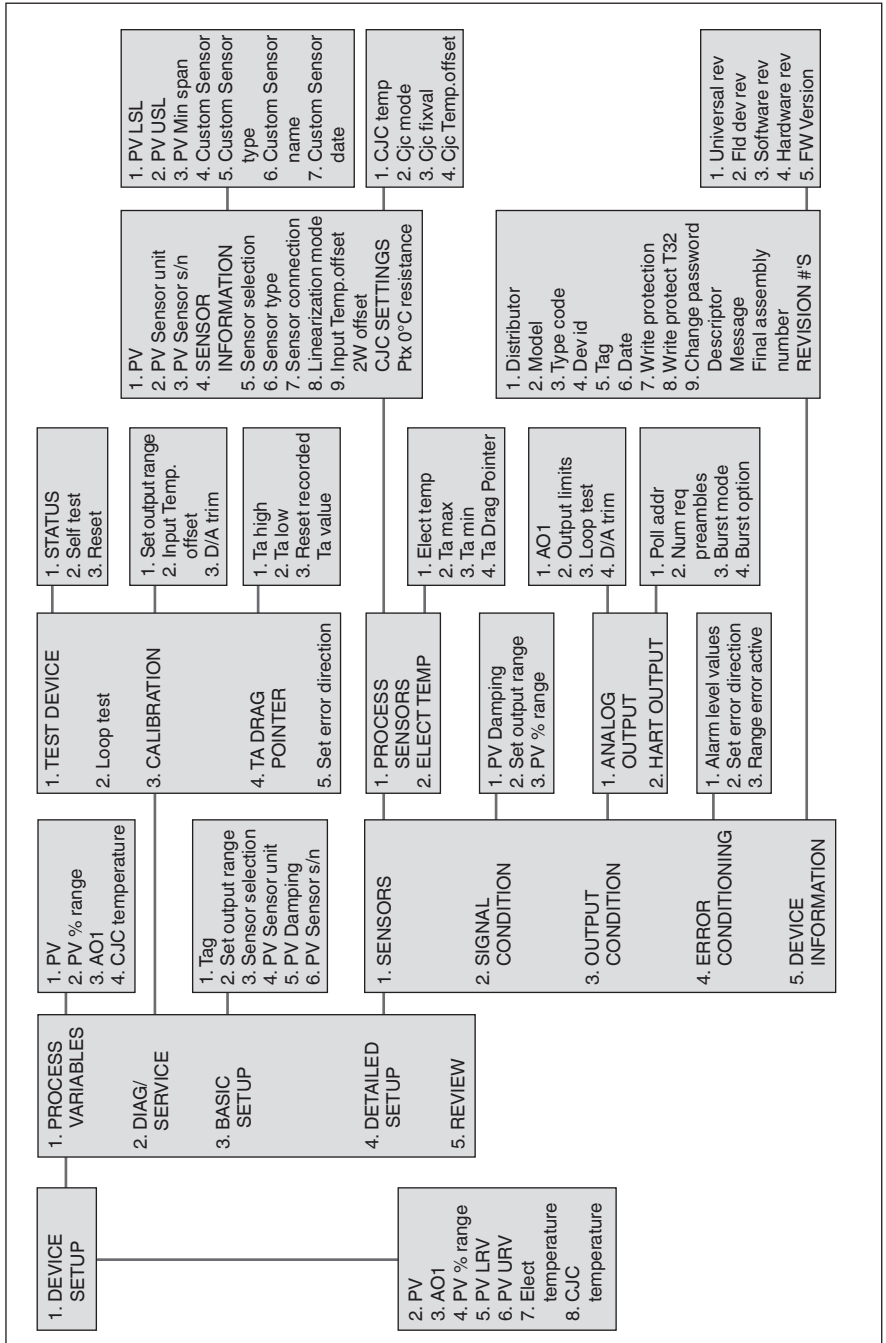 1. DEVICE
SETUP
2. PV
3. AO1
4. PV % range
5. PV LRV
6. PV URV
7. Elect
temperature
8. CJC
temperature
1. PROCESS
VARIABLES
2. DIAG/
SERVICE
3. BASIC
SETUP
4. DETAILED
SETUP
5. REVIEW
1. PV
2. PV % range
3. AO1
4. CJC temperature
1. Tag
2. Set output range
3. Sensor selection
4. PV Sensor unit
5. PV Damping
6. PV Sensor s/n
1. TEST DEVICE
2. Loop test
3. CALIBRATION
4. TA DRAG
POINTER
5. Set error direction
1. STATUS
2. Self test
3. Reset
1. Set output range
2. Input Temp.
offset
3. D/A trim
1. Ta high
2. Ta low
3. Reset recorded
Ta value
1. SENSORS
2. SIGNAL
CONDITION
3. OUTPUT
CONDITION
4. ERROR
CONDITIONING
5. DEVICE
INFORMATION
1. PROCESS
SENSORS
2. ELECT TEMP
1. PV Damping
2. Set output range
3. PV % range
1. ANALOG
OUTPUT
2. HART OUTPUT
1. Alarm level values
2. Set error direction
3. Range error active
1. Elect temp
2. Ta max
3. Ta min
4. Ta Drag Pointer
1. AO1
2. Output limits
3. Loop test
4. D/A trim
1. Poll addr
2. Num req
preambles
3. Burst mode
4. Burst option
1. PV
2. PV Sensor unit
3. PV Sensor s/n
4. SENSOR
INFORMATION
5. Sensor selection
6. Sensor type
7. Sensor connection
8. Linearization mode
9. Input Temp.offset
2W offset
CJC SETTINGS
Ptx 0°C resistance
1. PV LSL
2. PV USL
3. PV Min span
4. Custom Sensor
5. Custom Sensor
type
6. Custom Sensor
name
7. Custom Sensor
date
1. CJC temp
2. Cjc mode
3. Cjc fixval
4. Cjc Temp.offset
1. Distributor
2. Model
3. Type code
4. Dev id
5. Tag
6. Date
7. Write protection
8. Write protect T32
9. Change password
Descriptor
Message
Final assembly
number
REVISION #'S
1. Universal rev
2. Fld dev rev
3. Software rev
4. Hardware rev
5. FW Version